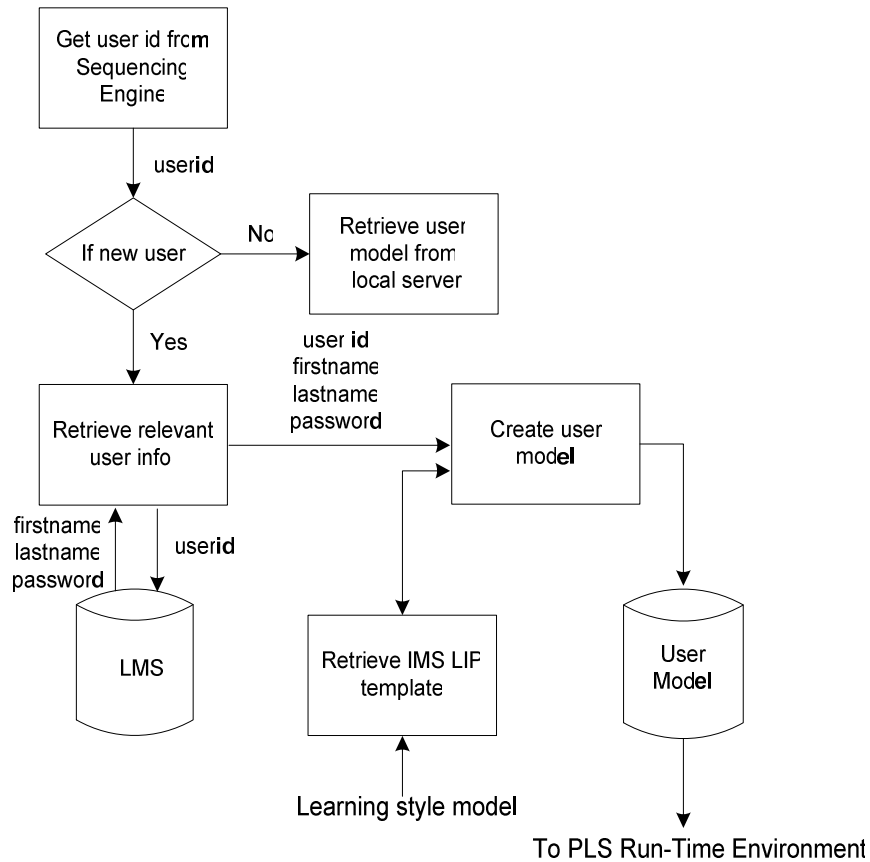 Get user id from
Sequencing
Engine
userid
If new user
No
Retrieve user
model from
local server
Yes
user id
firstname
lastname
password
Retrieve relevant
user info
Create user
model
firstname
lastname
password
userid
LMS
Retrieve IMS LIP
template
User
Model
Learning style model
To PLS Run-Time Environment